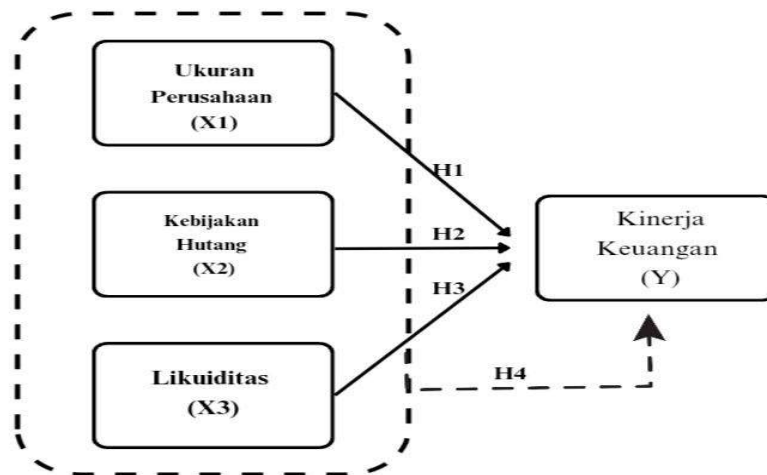 Ukuran
Perusahaan
(X1)
H1
Kebijakan
Hutang
(X2)
H2
Kinerja
Keuangan
(Y)
H3
Likuiditas
(X3)
H4